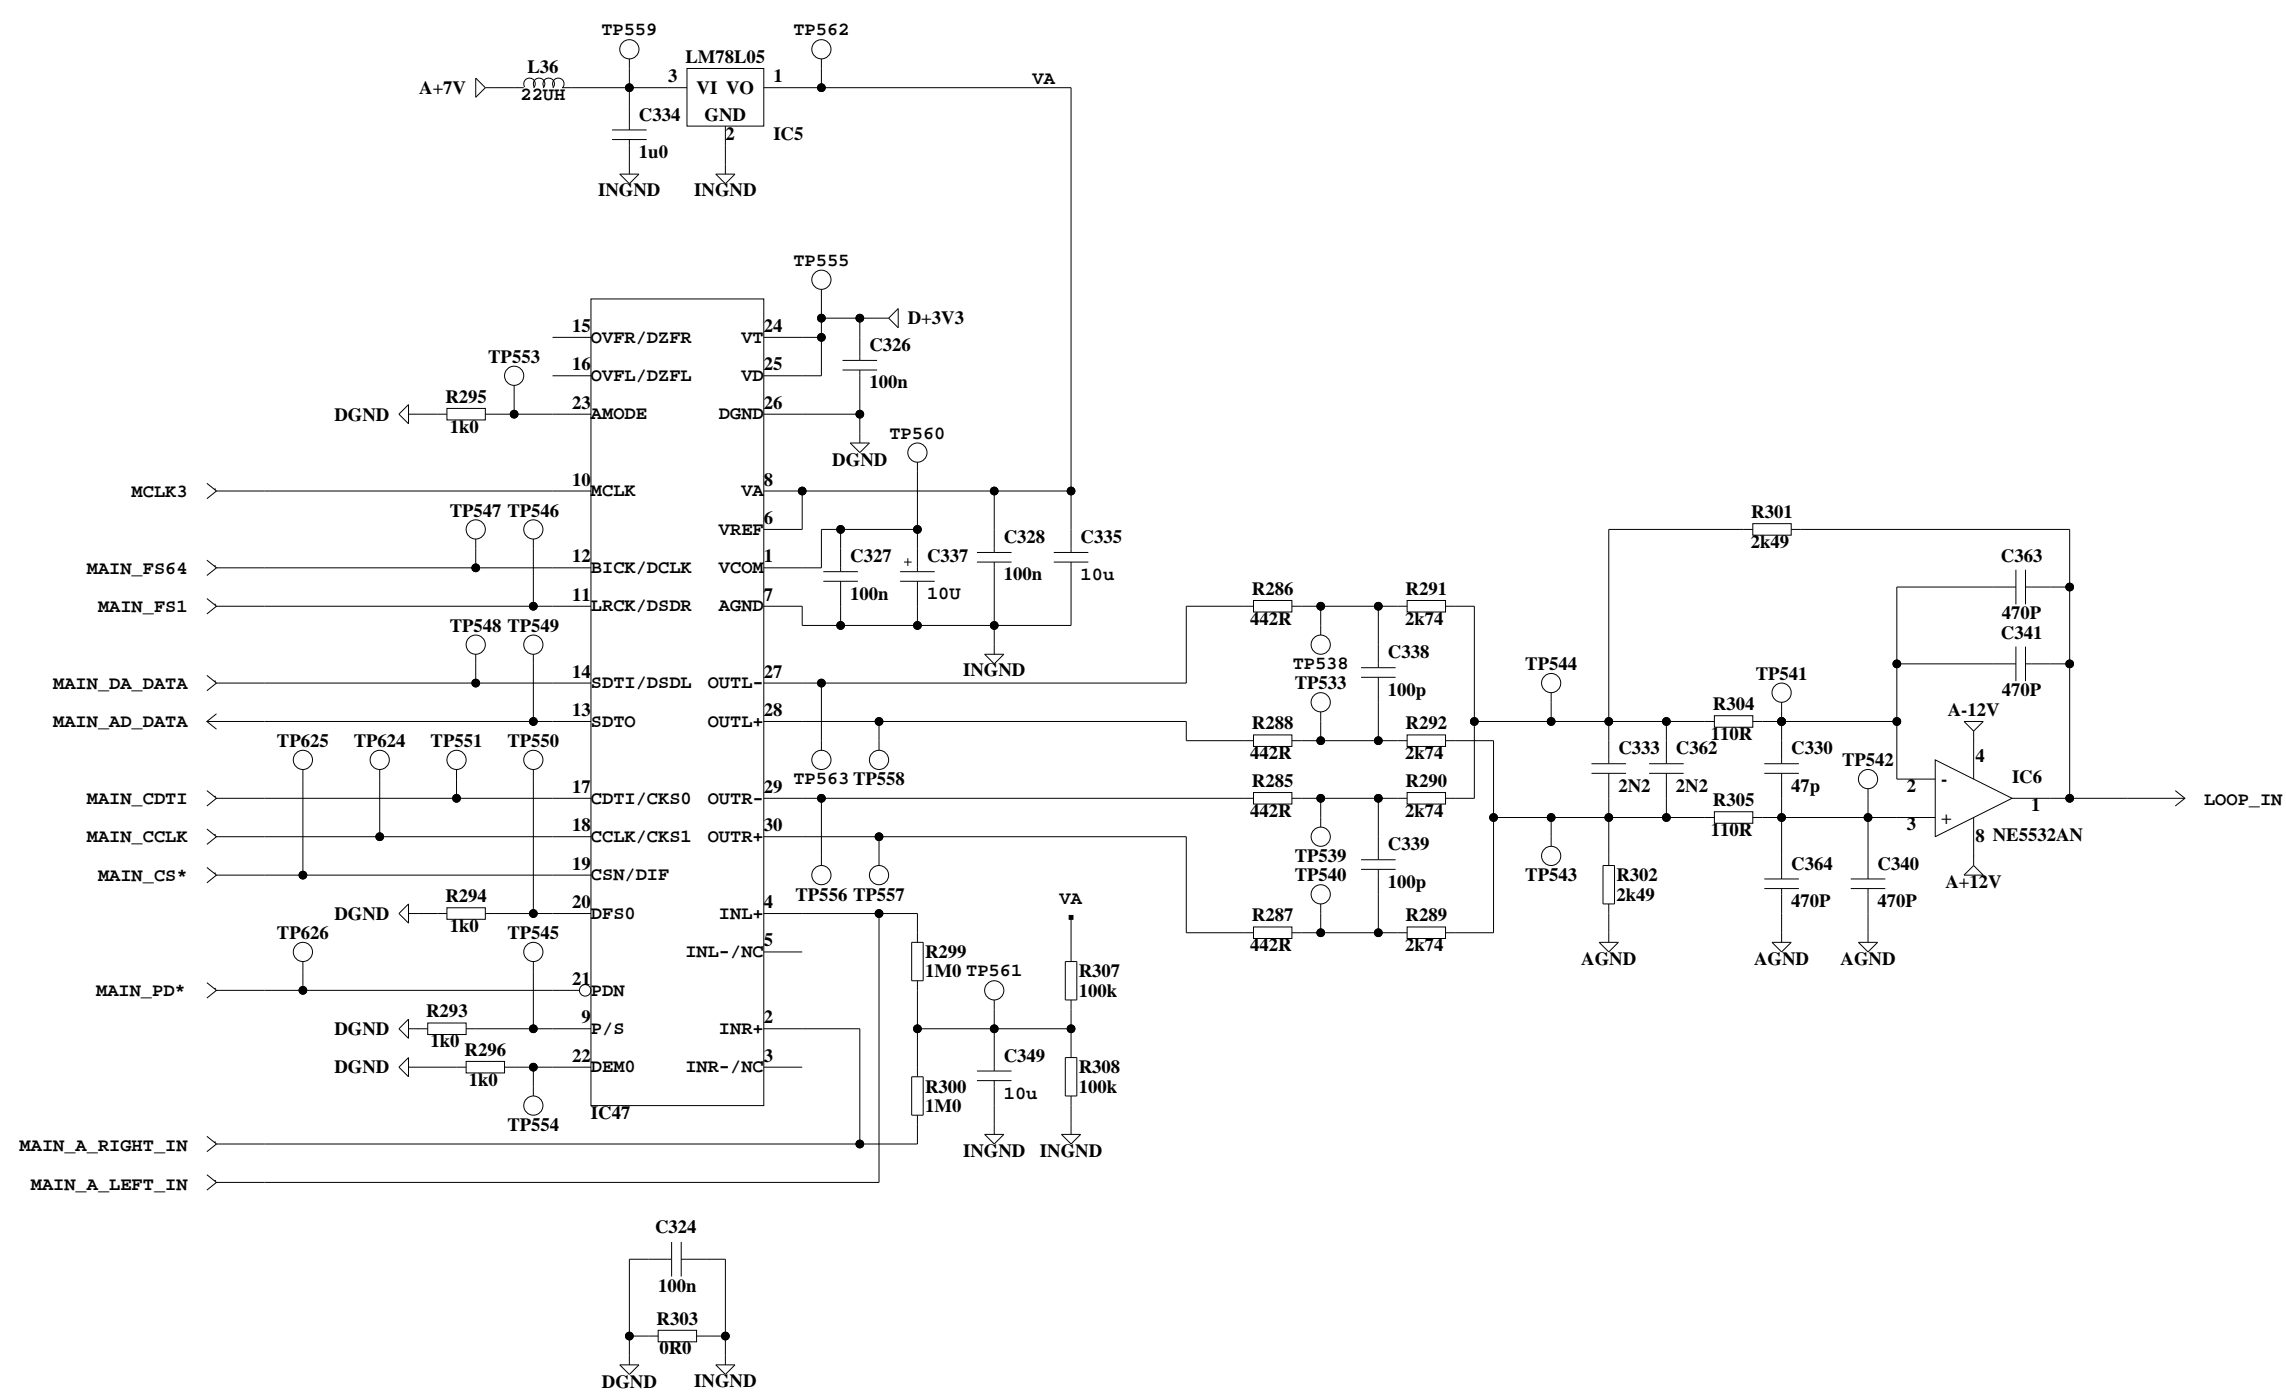 TP559 TP562
L36 LM78L05
A+7V 22UH 3 VI VO 1 VA
C334 GND
1u0 2 IC5
INGND INGND
TP555
15 OVFR/DZFR VT 24 D+3V3
TP553 C326
16 OVFL/DZFL VD 25 100n
R295
DGND 1k0 23 AMODE DGND 26
TP560
DGND
MCLK3 10 MCLK VA 8
TP547 TP546 VREF 6
C327 C337 C328 C335
MAIN_FS64 12 BICK/DCLK VCOM 1 + 100n 10u
100n 10U
MAIN_FS1 11 LRCK/DSDR AGND 7
TP548 TP549
INGND
MAIN_DA_DATA 14 SDTI/DSDL OUTL- 27
MAIN_AD_DATA 13 SDTO OUTL+ 28
TP625 TP624 TP551 TP550
TP563 TP558
MAIN_CDTI 17 CDTI/CKS0 OUTR- 29
MAIN_CCLK 18 CCLK/CKS1 OUTR+ 30
MAIN_CS* 19 CSN/DIF
TP556 TP557
R294
DGND 1k0 20 DFS0 INL+ 4
TP626 TP545
INL-/NC 5
MAIN_PD* 21 PDN
R293
DGND 1k0 9 P/S INR+ 2
R296
DGND 1k0 22 DEM0 INR-/NC 3
TP554 IC47
MAIN_A_RIGHT_IN
MAIN_A_LEFT_IN
VA
R299
1M0 TP561
R307
100k
R300
1M0
C349
10u
R308
100k
INGND INGND
R286 R291
442R 2k74
TP538 C338
TP533 100p
R288 R292
442R 2k74
R285 R290
442R 2k74
TP539 C339
TP540 100p
R287 R289
442R 2k74
R301
2k49
C363
470P
C341
470P
TP544 TP541
R304 A-12V
110R
C333 C362 C330 TP542 4
2N2 2N2 47p 2 - IC6
R305 1 LOOP_IN
110R 3 + 8 NE5532AN
TP543 R302 C364 C340 A+12V
2k49 470P 470P
AGND AGND AGND
C324
100n
R303
0R0
DGND INGND